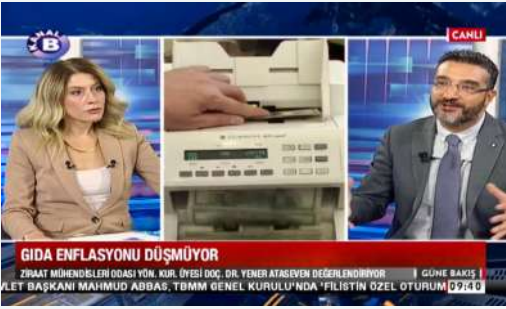 KANAL B
CANLI
GIDA ENFLASYONU DÜŞMÜYOR
ZİRAAT MÜHENDİSLERİ ODASI YÖN. KUR. ÜYESİ DOÇ. DR. YENER ATASEVEN DEĞERLENDİRİYOR
GÜNE BAKIŞ
VLET BAŞKANI MAHMUD ABBAS, TBMM GENEL KURULU'NDA 'FİLİSTİN ÖZEL OTURUM
09:40